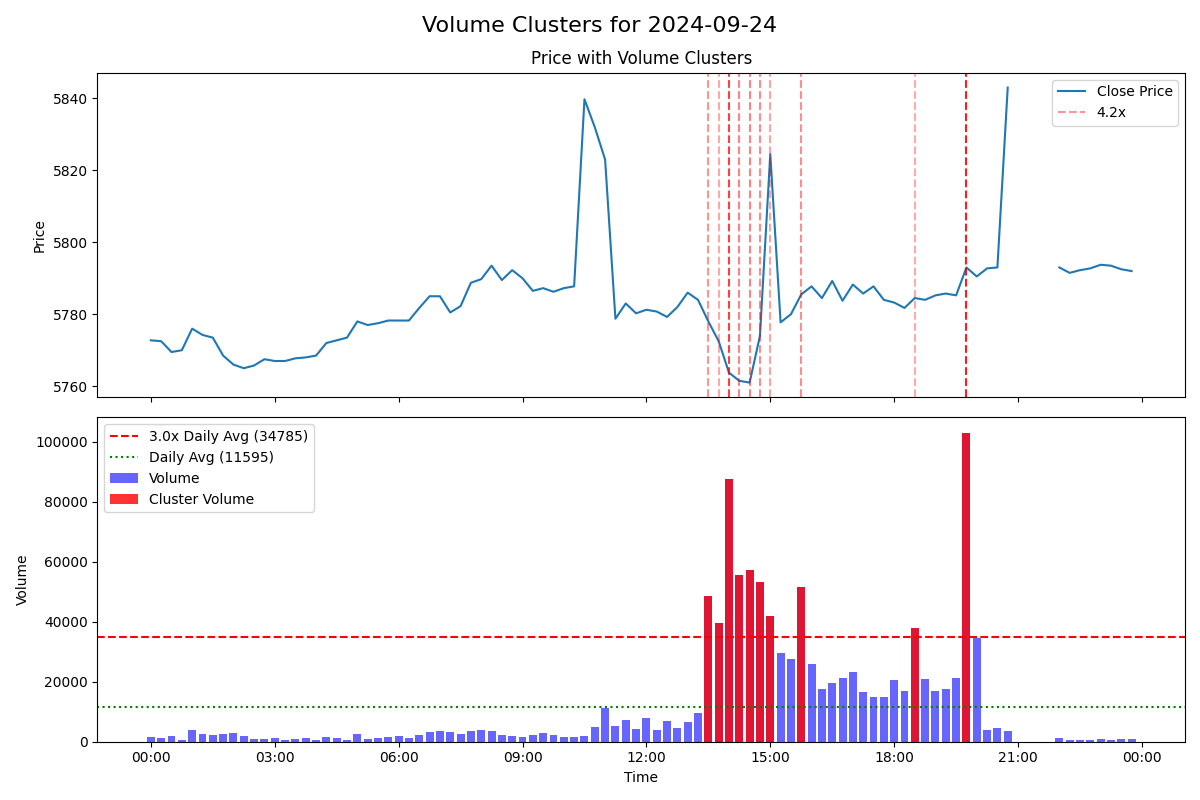 Volume Clusters for 2024-09-24
Price with Volume Clusters
Close Price
4.2x
5840
5820
5800
5780
5760
Price
3.0x Daily Avg (34785)
Daily Avg (11595)
Volume
Cluster Volume
100000
80000
60000
40000
20000
0
Volume
00:00 03:00 06:00 09:00 12:00 15:00 18:00 21:00 00:00
Time